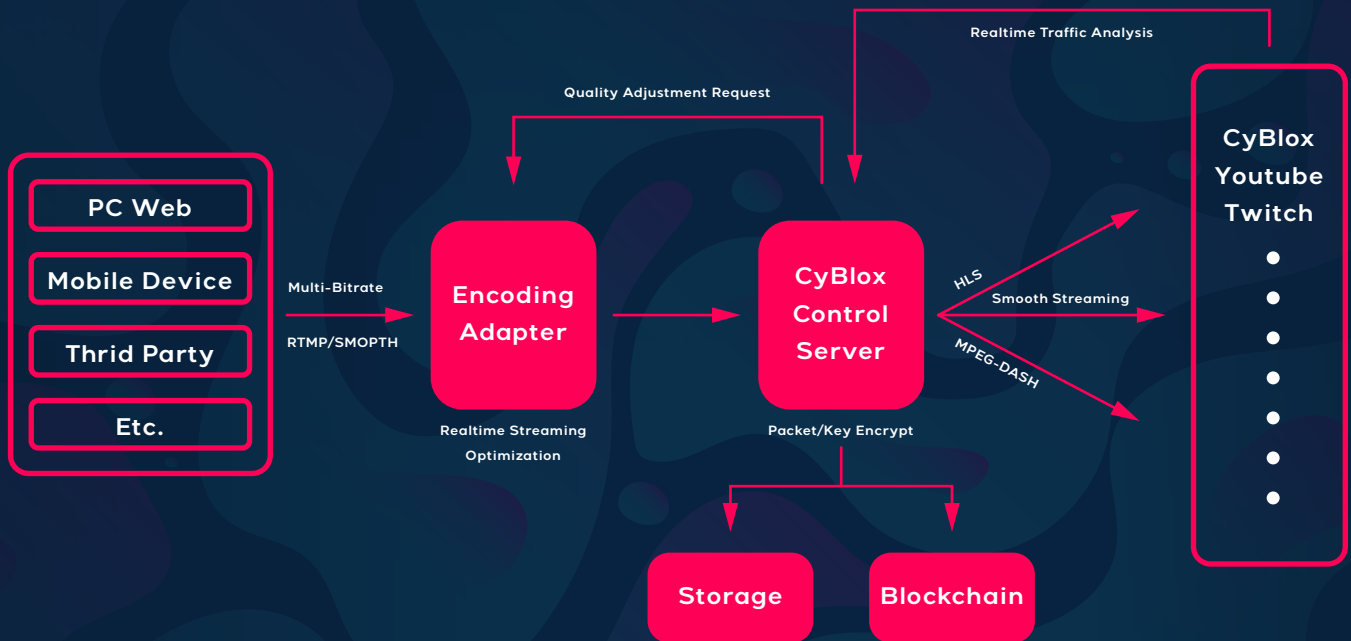 Realtime Traffic Analysis
Quality Adjustment Request
PC Web
Mobile Device
Thrid Party
Etc.
Multi-Bitrate
RTMP/SMOPTH
Encoding
Adapter
Realtime Streaming
Optimization
CyBlox
Control
Server
Packet/Key Encrypt
HLS
Smooth Streaming
MPEG-DASH
CyBlox
Youtube
Twitch
Storage
Blockchain